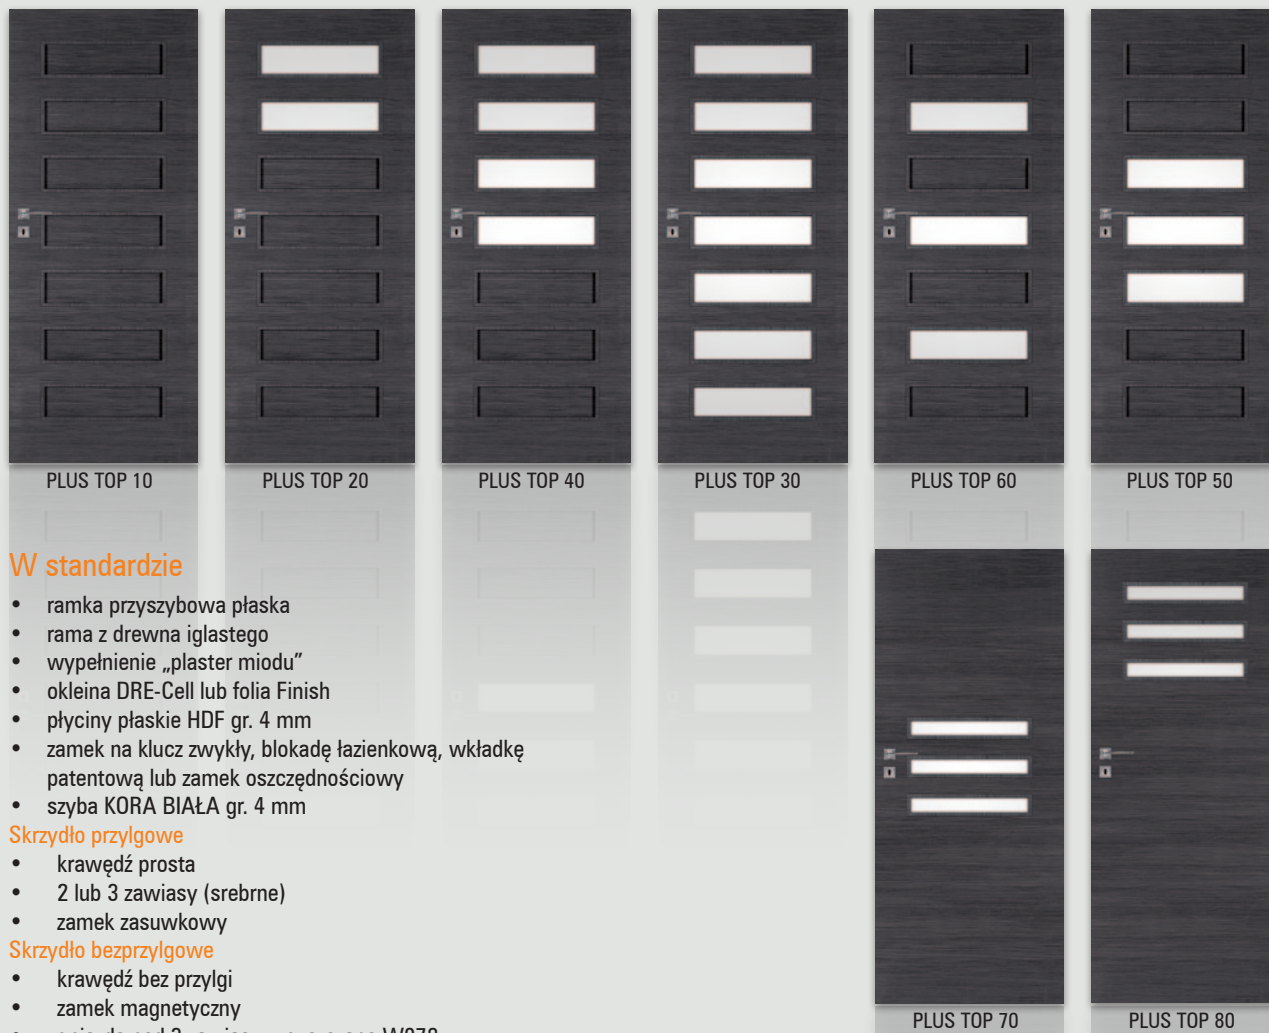 PLUS TOP 10
PLUS TOP 20
PLUS TOP 40
PLUS TOP 30
PLUS TOP 60
PLUS TOP 50
W standardzie
• ramka przyszybowa płaska
• rama z drewna iglastego
• wypełnienie „plaster miodu”
• okleina DRE-Cell lub folia Finish
• płyciny płaskie HDF gr. 4 mm
• zamek na klucz zwykły, blokadę łazienkową, wkładkę
patentową lub zamek oszczędnościowy
• szyba KORA BIAŁA gr. 4 mm
Skrzydło przylgowe
• krawędź prosta
• 2 lub 3 zawiasy (srebrne)
• zamek zasuwkowy
Skrzydło bezprzylgowe
• krawędź bez przylgi
• zamek magnetyczny
PLUS TOP 70
PLUS TOP 80